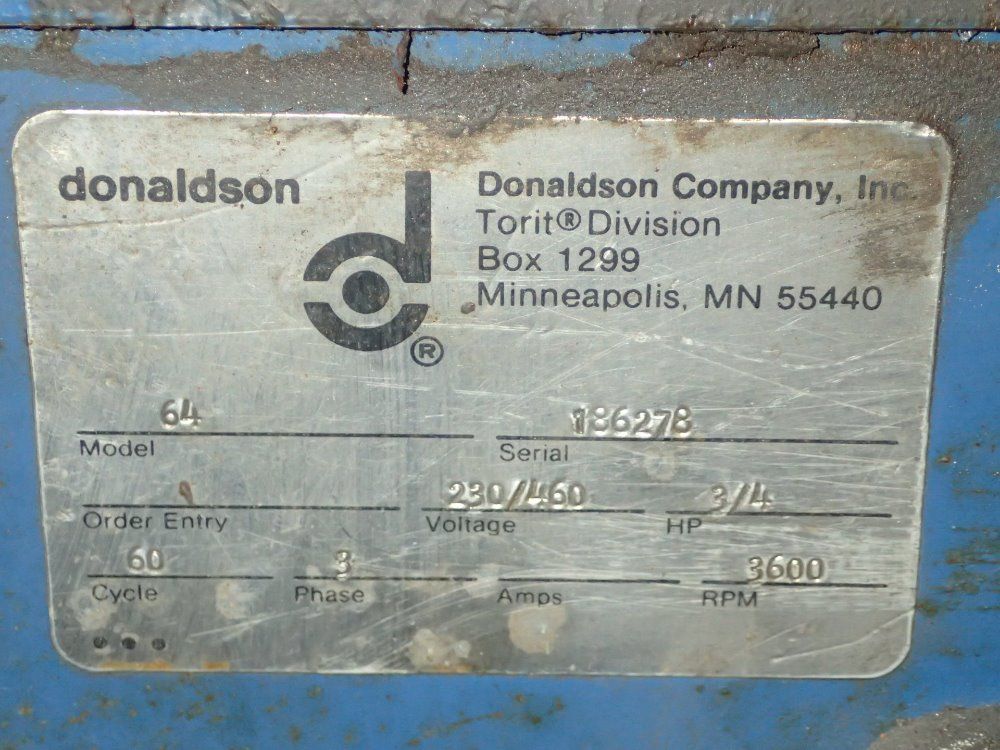 donaldson
d
®
Donaldson Company, Inc.
Torit® Division
Box 1299
Minneapolis, MN 55440
64
Model
186278
Serial
Order Entry
230/460
Voltage
3/4
HP
60
Cycle
3
Phase
Amps
3600
RPM